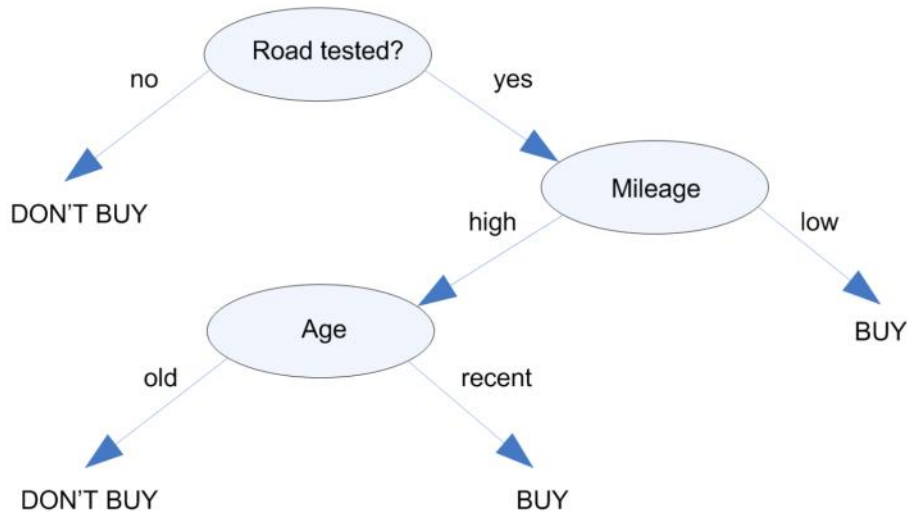 Road tested?
no
yes
DON'T BUY
Mileage
high
low
Age
BUY
old
recent
DON'T BUY
BUY